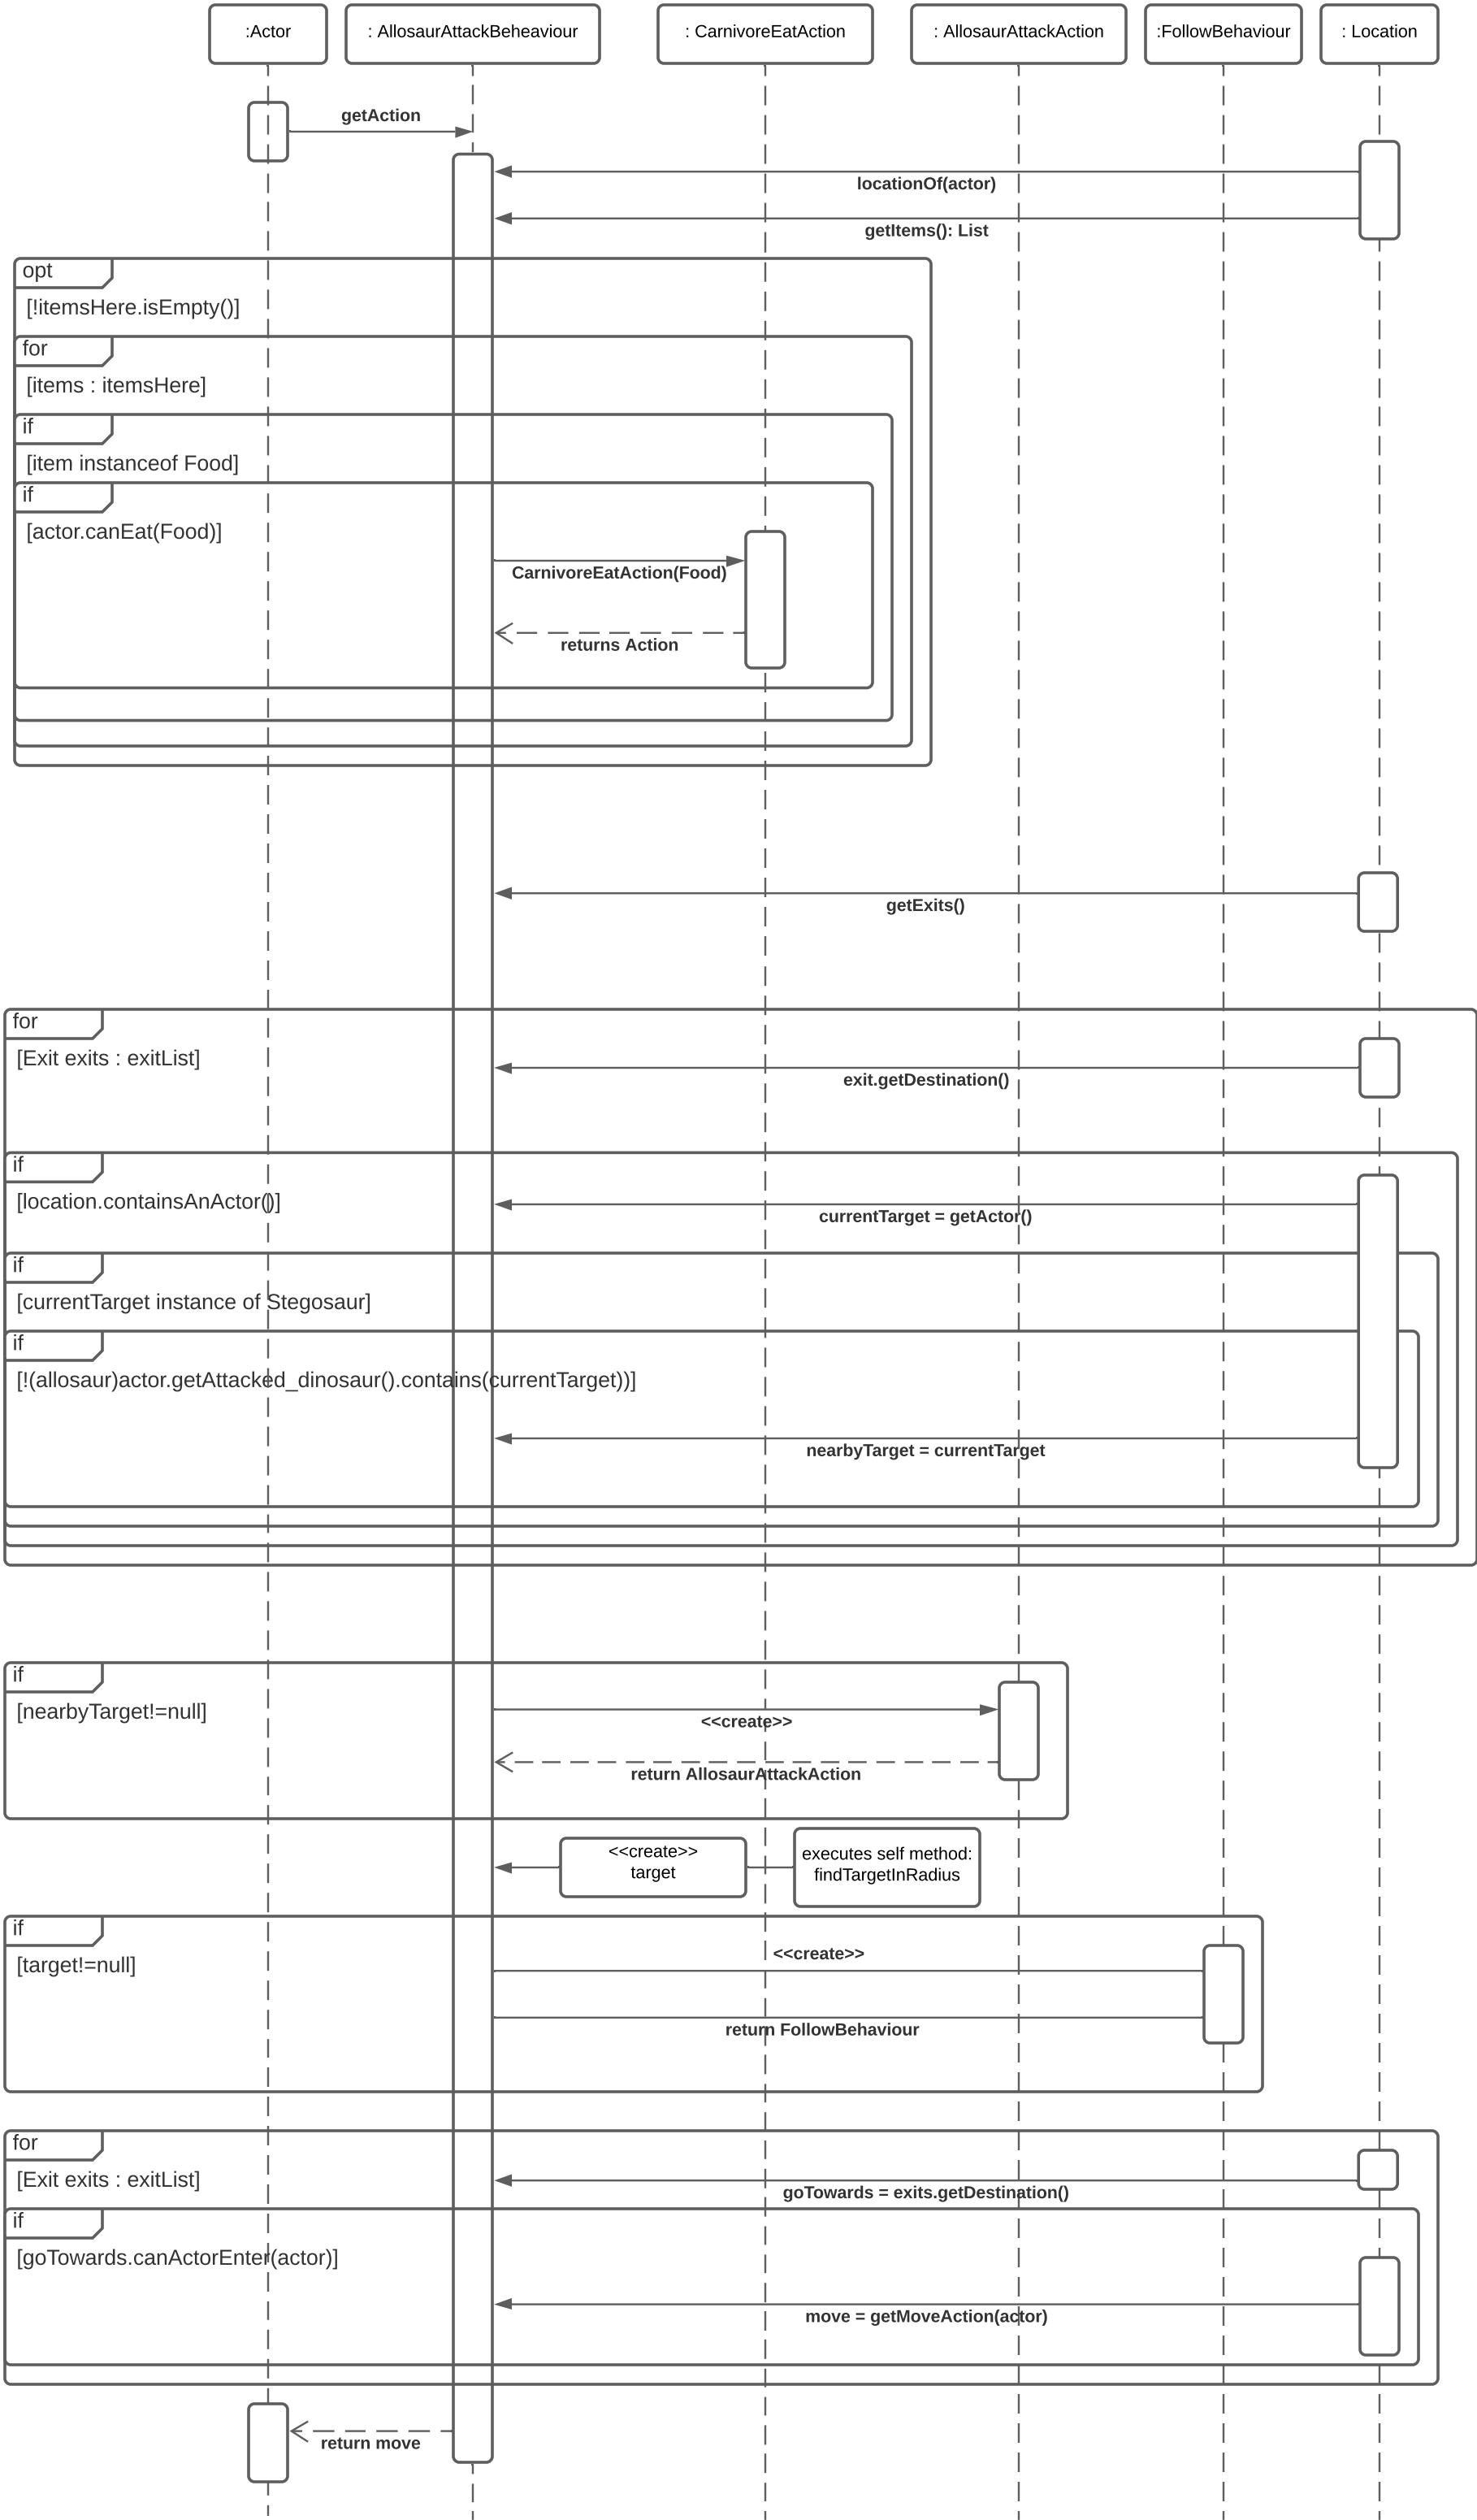 :Actor
: AllosaurAttackBeheaviour
: CarnivoreEatAction
: AllosaurAttackAction
:FollowBehaviour
: Location
getAction
locationOf(actor)
getItems(): List
opt
[!itemsHere.isEmpty()]
for
[items : itemsHere]
if
[item instanceof Food]
if
[actor.canEat(Food)]
CarnivoreEatAction(Food)
returns Action
getExits()
for
[Exit exits : exitList]
exit.getDestination()
if
[location.containsAnActor()]
currentTarget = getActor()
if
[currentTarget instance of Stegosaur]
if
[!(allosaur)actor.getAttacked_dinosaur().contains(currentTarget))]
nearbyTarget = currentTarget
if
[nearbyTarget!=null]
<<create>>
return AllosaurAttackAction
<<create>>
target
executes self method:
findTargetInRadius
if
[target!=null]
<<create>>
return FollowBehaviour
for
[Exit exits : exitList]
goTowards = exits.getDestination()
if
[goTowards.canActorEnter(actor)]
move = getMoveAction(actor)
return move